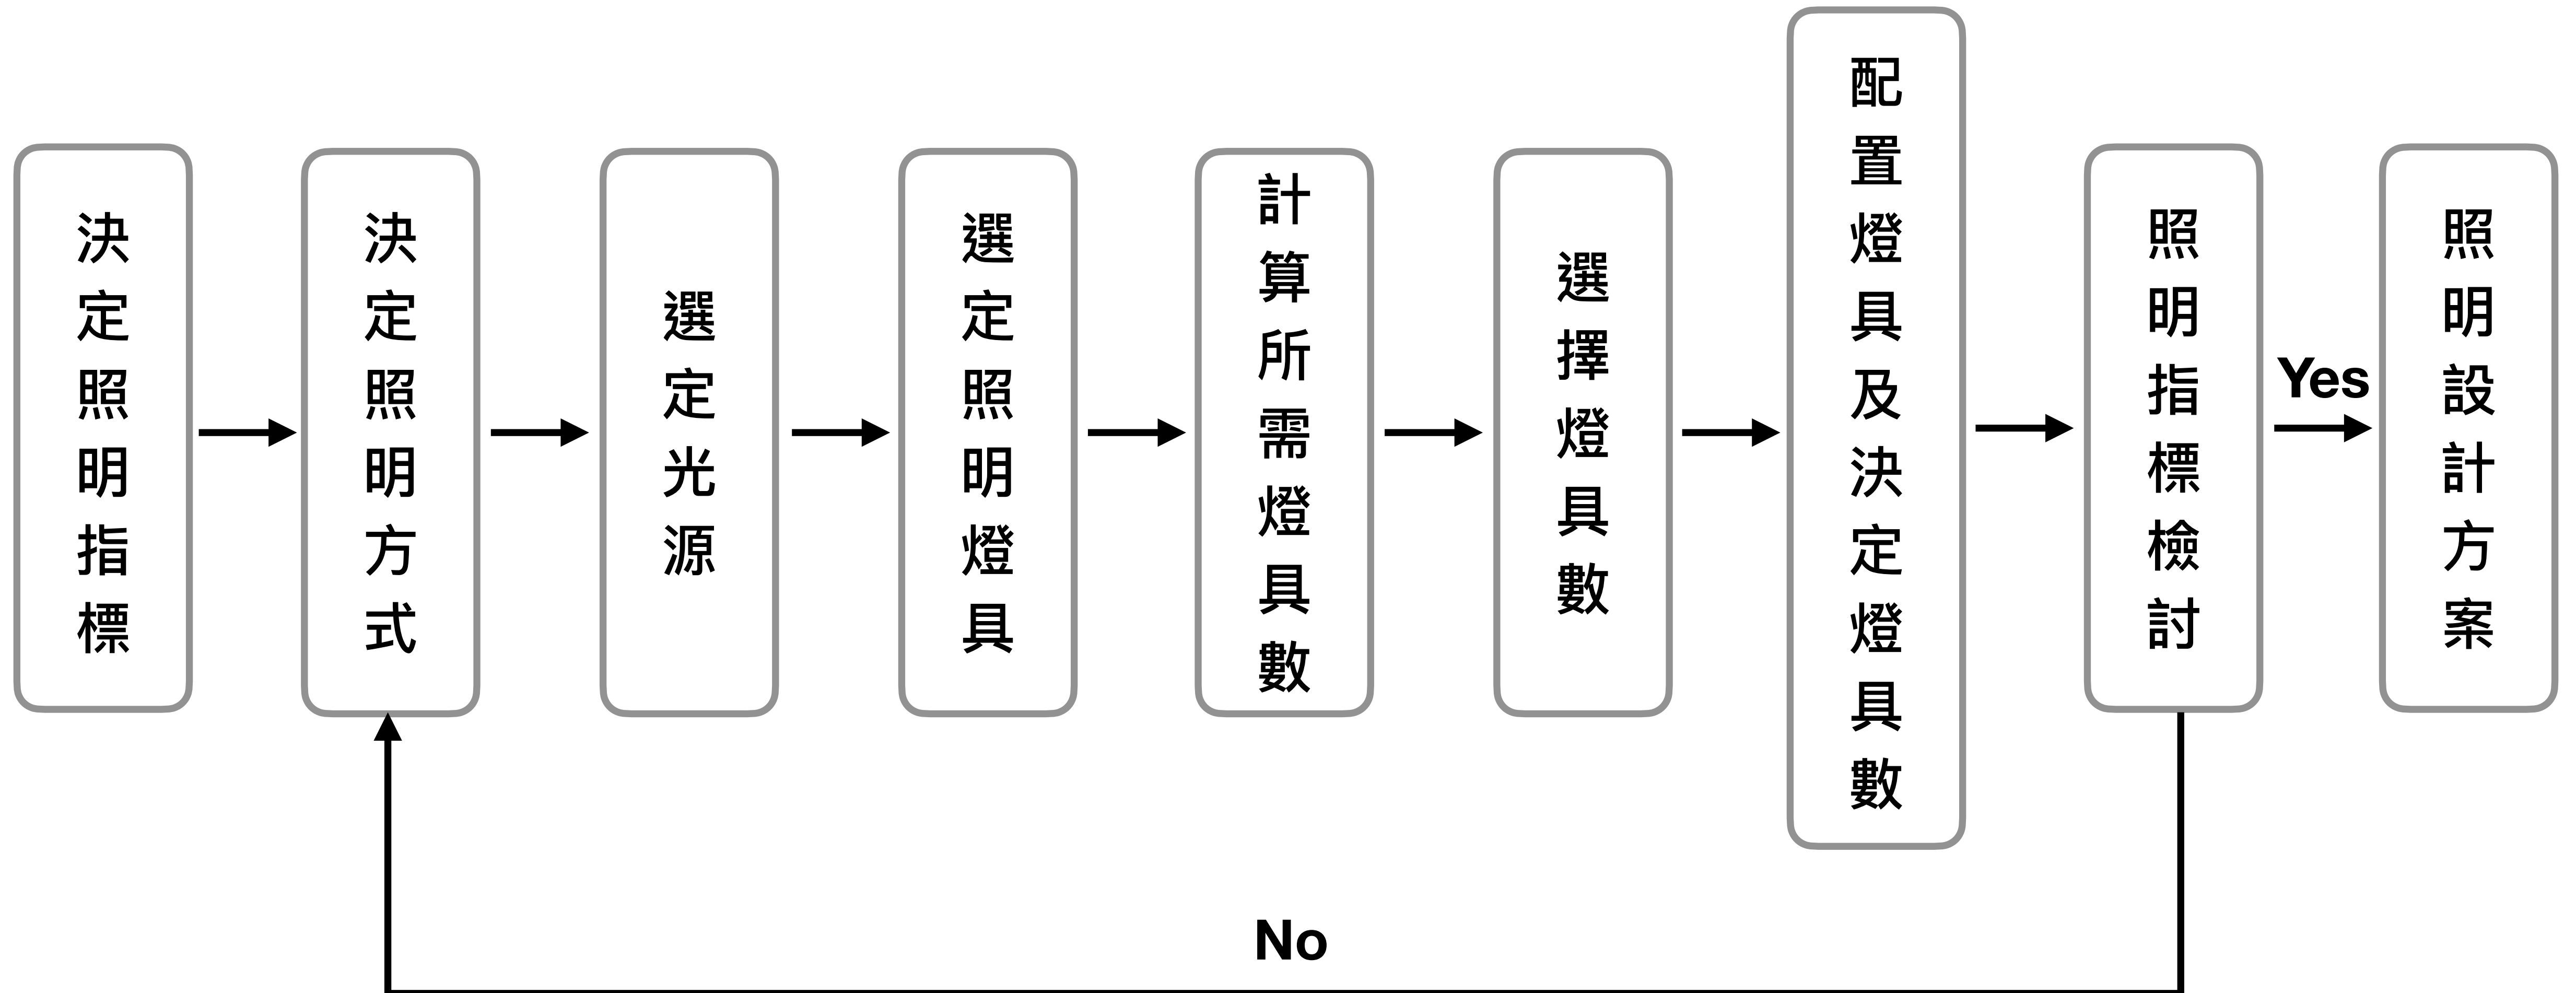 決定照明指標
決定照明方式
選定光源
選定照明燈具
計算所需燈具數
選擇燈具數
配置燈具及決定燈具數
照明指標檢討
Yes
照明設計方案
No